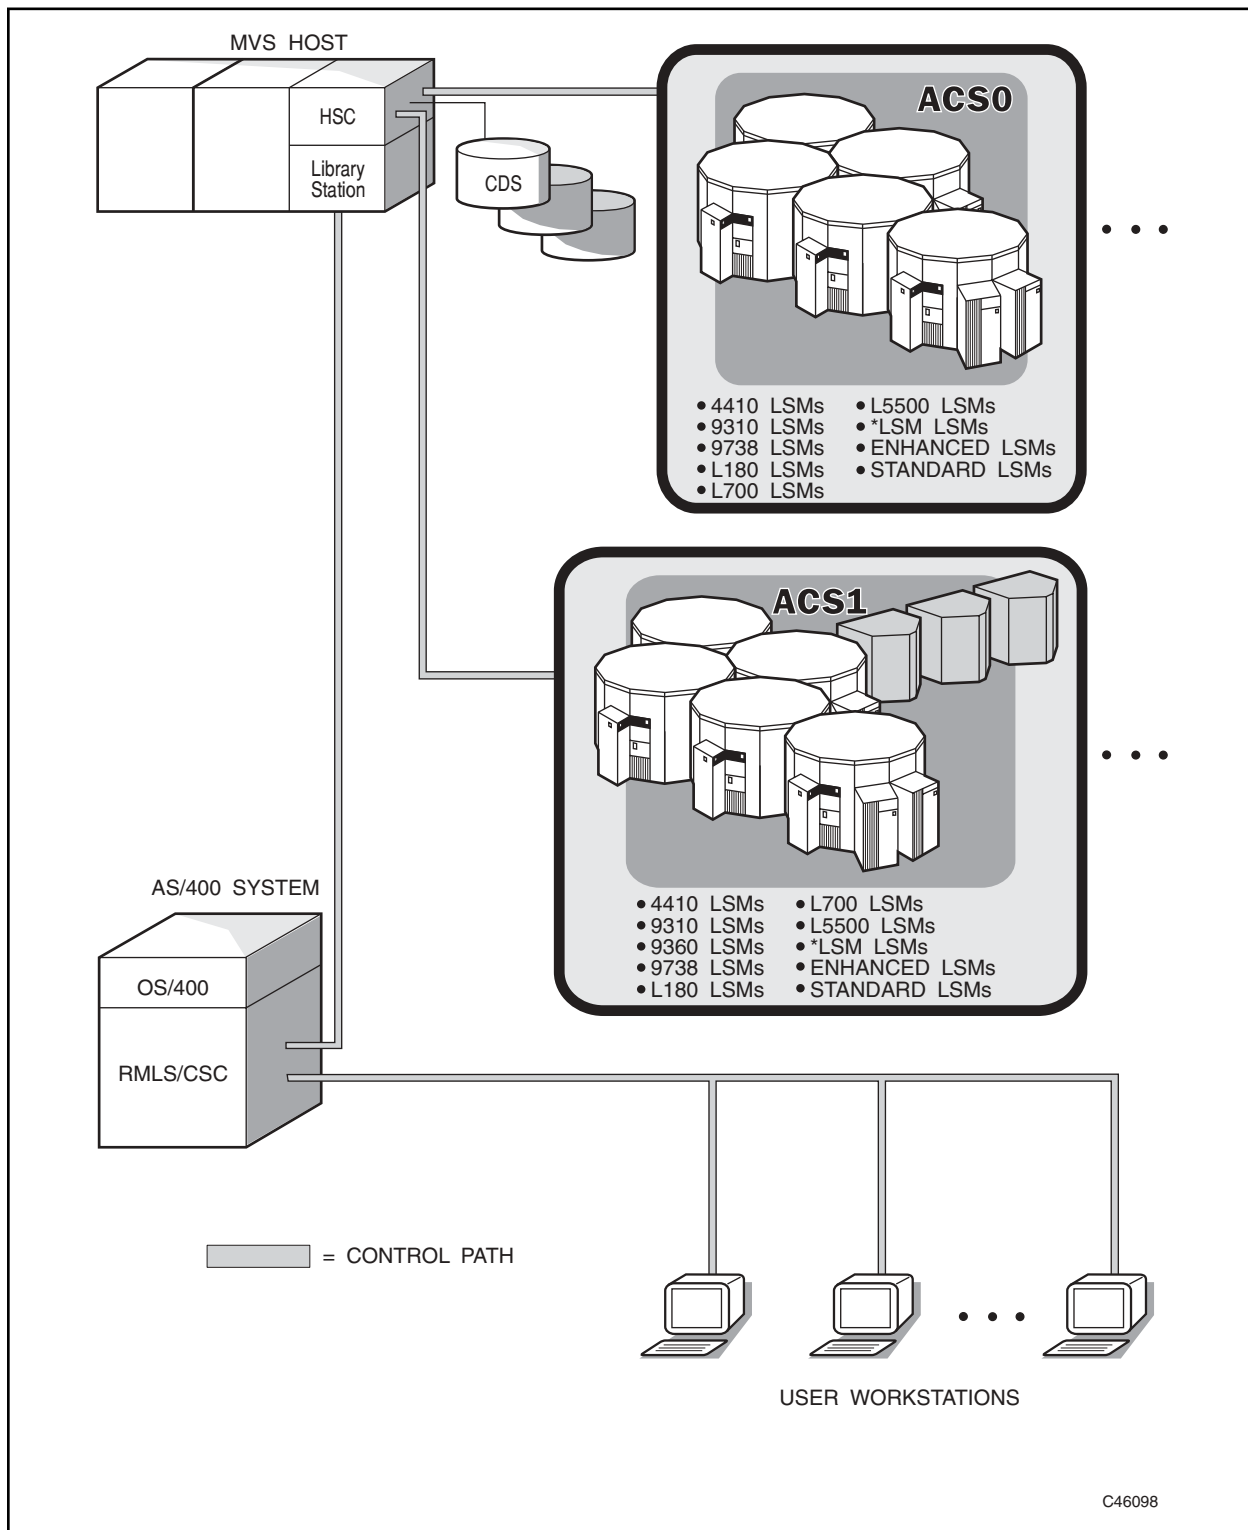 MVS HOST
HSC
Library
Station
CDS
ACS0
• 4410 LSMs
• 9310 LSMs
• 9738 LSMs
• L180 LSMs
• L700 LSMs
• L5500 LSMs
• *LSM LSMs
• ENHANCED LSMs
• STANDARD LSMs
ACS1
• 4410 LSMs
• 9310 LSMs
• 9360 LSMs
• 9738 LSMs
• L180 LSMs
• L700 LSMs
• L5500 LSMs
• *LSM LSMs
• ENHANCED LSMs
• STANDARD LSMs
AS/400 SYSTEM
OS/400
RMLS/CSC
= CONTROL PATH
USER WORKSTATIONS
C46098